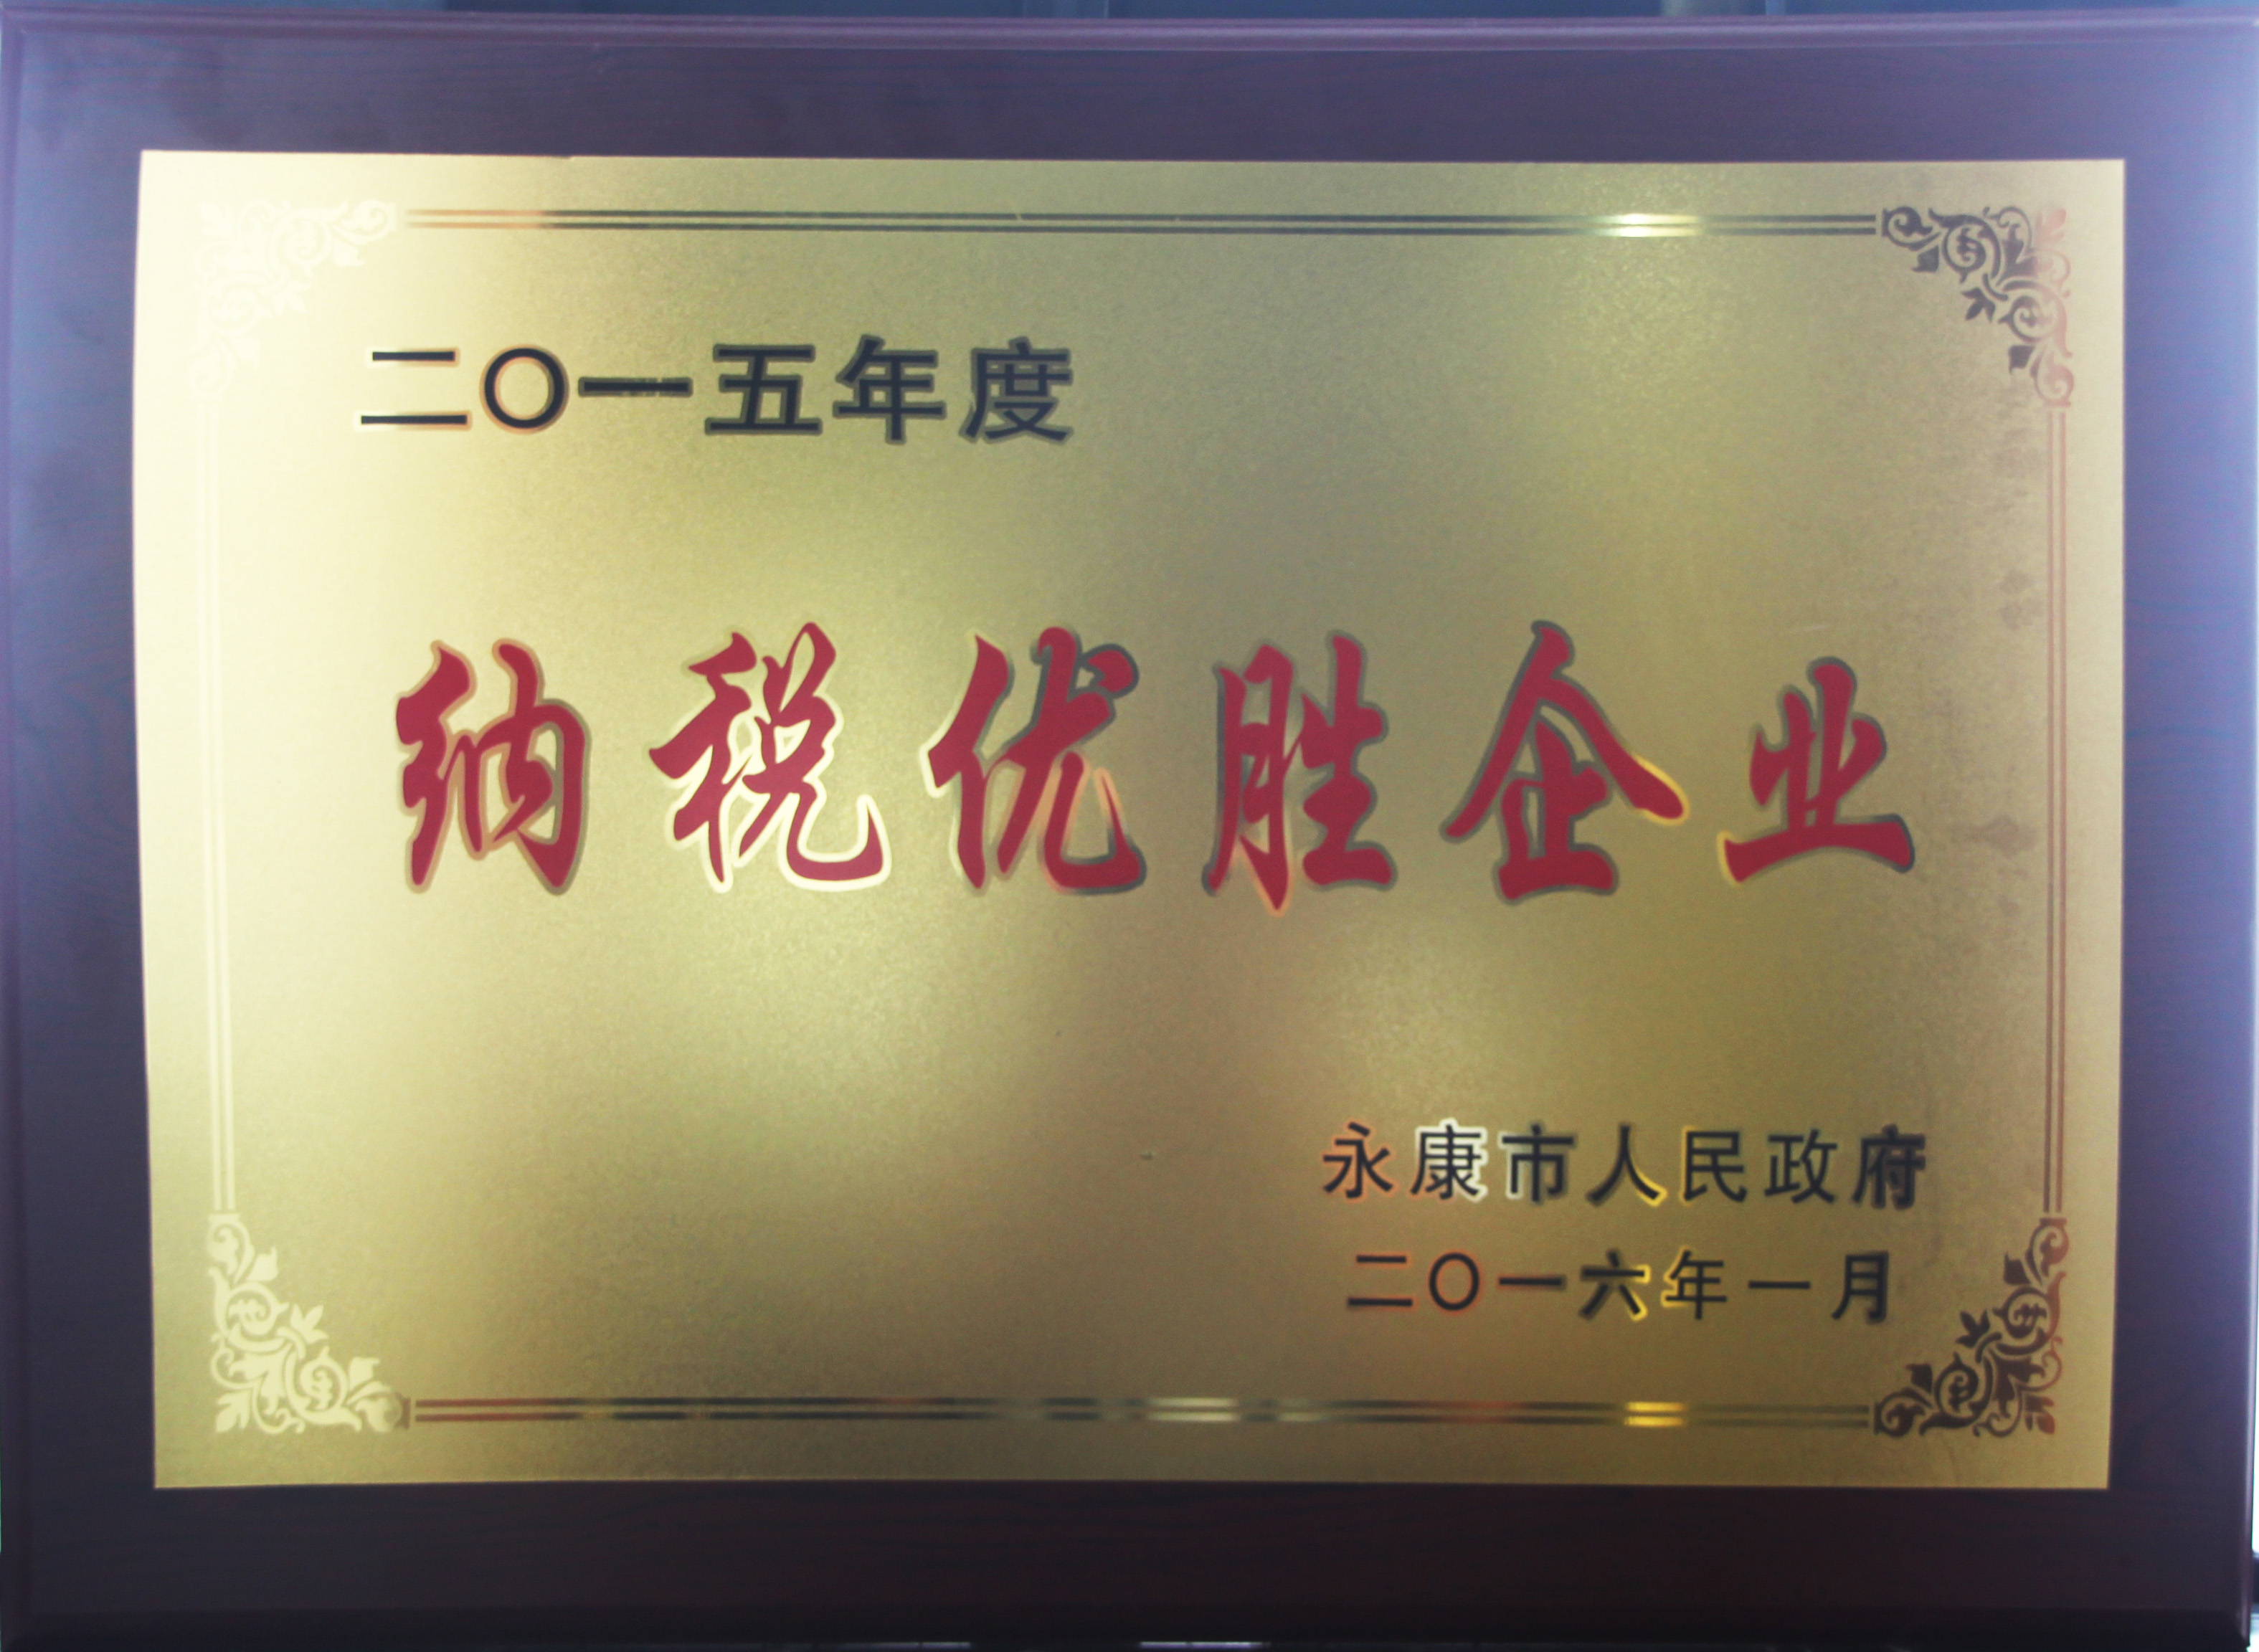 二〇一五年度
纳税优胜企业
永康市人民政府
二〇一六年一月